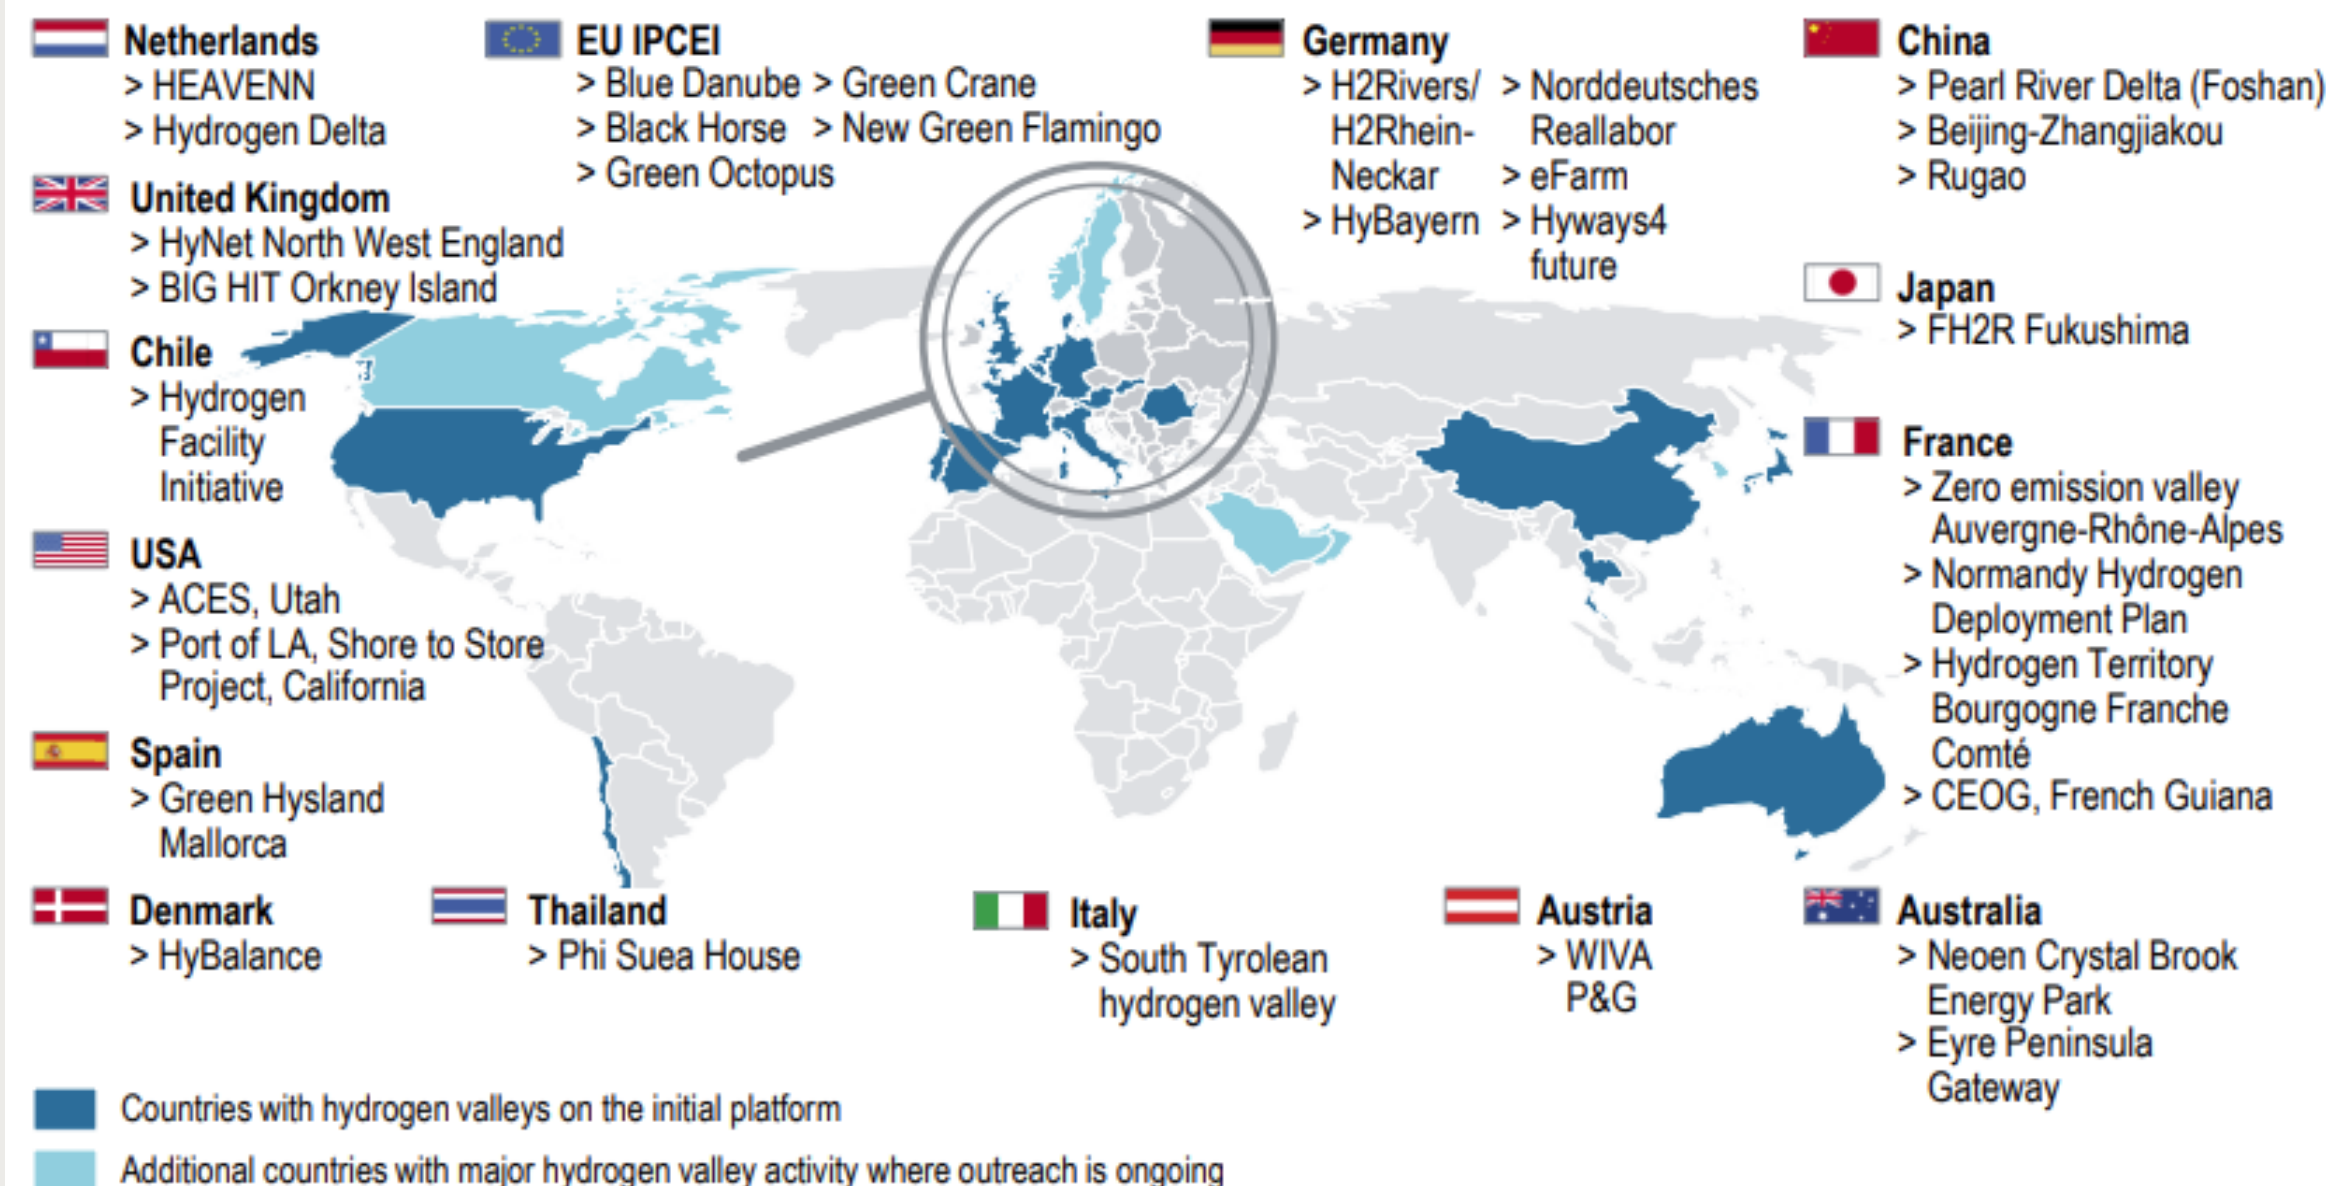 Netherlands
> HEAVENN
> Hydrogen Delta
United Kingdom
> HyNet North West England
> BIG HIT Orkney Island
Chile
> Hydrogen
Facility
Initiative
USA
> ACES, Utah
> Port of LA, Shore to Store
Project, California
Spain
> Green Hysland
Mallorca
Denmark
> HyBalance
EU IPCEI
> Blue Danube > Green Crane
> Black Horse > New Green Flamingo
> Green Octopus
Germany
> H2Rivers/
H2Rhein-
Neckar
> HyBayern
> Norddeutsches
Reallabor
> eFarm
> Hyways4
future
China
> Pearl River Delta (Foshan)
> Beijing-Zhangjiakou
> Rugao
Japan
> FH2R Fukushima
France
> Zero emission valley
Auvergne-Rhône-Alpes
> Normandy Hydrogen
Deployment Plan
> Hydrogen Territory
Bourgogne Franche
Comté
> CEOG, French Guiana
Thailand
> Phi Suea House
Italy
> South Tyrolean
hydrogen valley
Austria
> WIVA
P&G
Australia
> Neoen Crystal Brook
Energy Park
> Eyre Peninsula
Gateway
Countries with hydrogen valleys on the initial platform
Additional countries with major hydrogen valley activity where outreach is ongoing